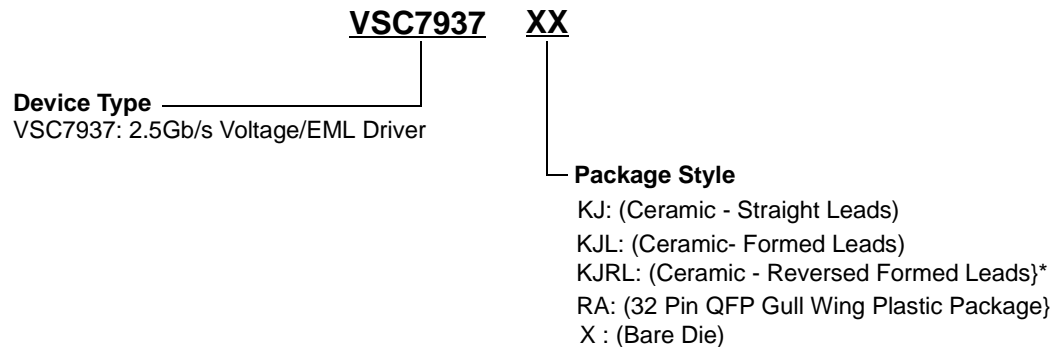 VSC7937 XX
Device Type
VSC7937: 2.5Gb/s Voltage/EML Driver
Package Style
KJ: (Ceramic - Straight Leads)
KJL: (Ceramic- Formed Leads)
KJRL: (Ceramic - Reversed Formed Leads}*
RA: (32 Pin QFP Gull Wing Plastic Package}
X : (Bare Die)